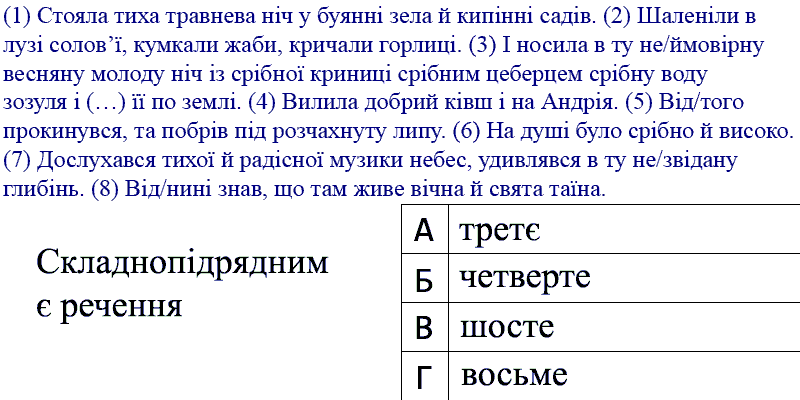 (1) Стояла тиха травнева ніч у буянні зела й кипінні садів. (2) Шаленіли в
лузі солов’ї, кумкали жаби, кричали горлиці. (3) І носила в ту не/ймовірну
весняну молоду ніч із срібної криниці срібним цеберцем срібну воду
зозуля і (…) її по землі. (4) Вилила добрий ківш і на Андрія. (5) Від/того
прокинувся, та побрів під розчахнуту липу. (6) На душі було срібно й високо.
(7) Дослухався тихої й радісної музики небес, удивлявся в ту не/звідану
глибінь. (8) Від/нині знав, що там живе вічна й свята таїна.
Складнопідрядним
є речення
А третє
Б четверте
В шосте
Г восьме